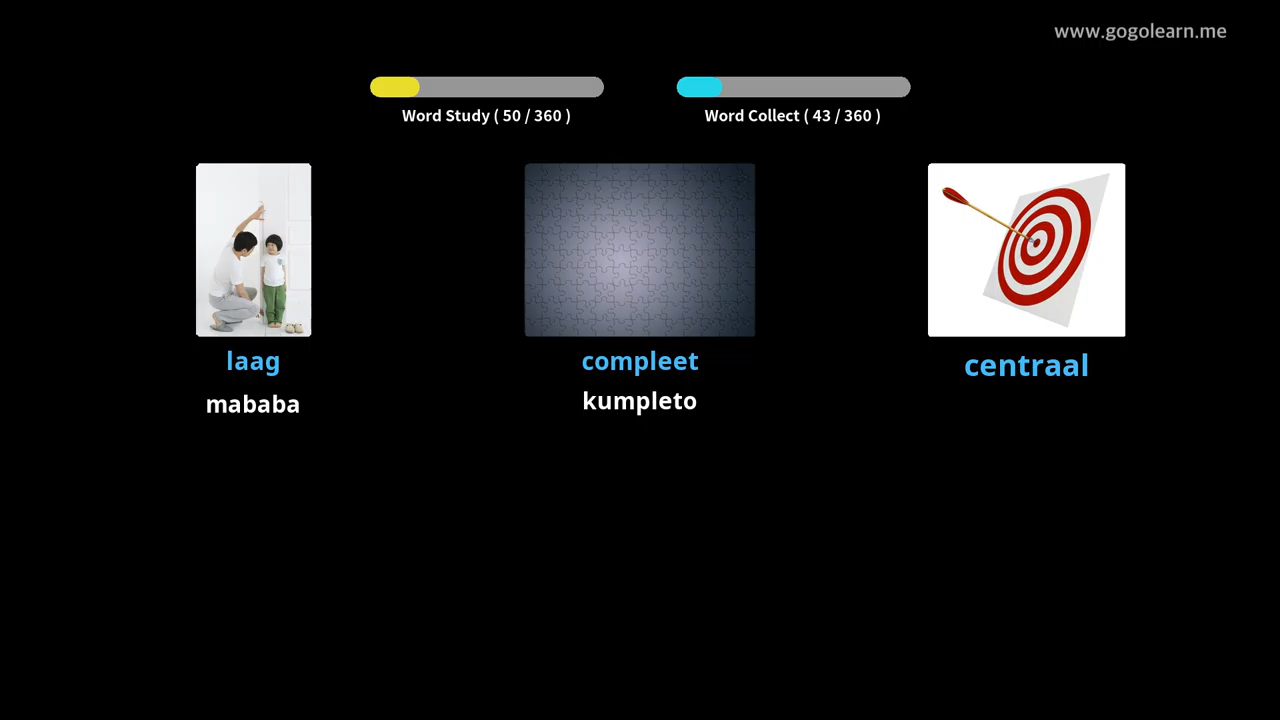 www.gogolearn.me
Word Study ( 50 / 360 )
Word Collect ( 43 / 360 )
laag
mababa
compleet
kumpleto
centraal